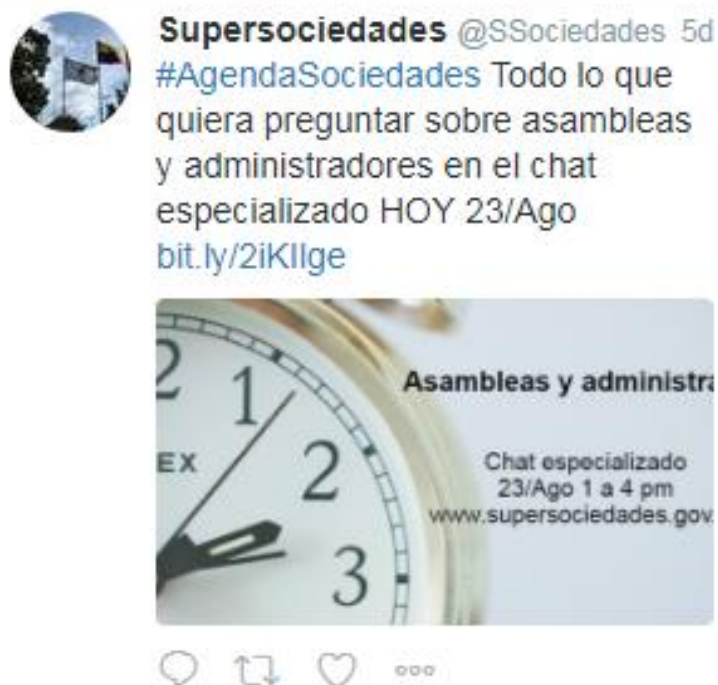 Supersociedades @SSociedades 5d
#AgendaSociedades Todo lo que
quiera preguntar sobre asambleas
y administradores en el chat
especializado HOY 23/Ago
bit.ly/2iKIlge
2
1
EX
2
3
Asambleas y administra
Chat especializado
23/Ago 1 a 4 pm
www.supersociedades.gov.